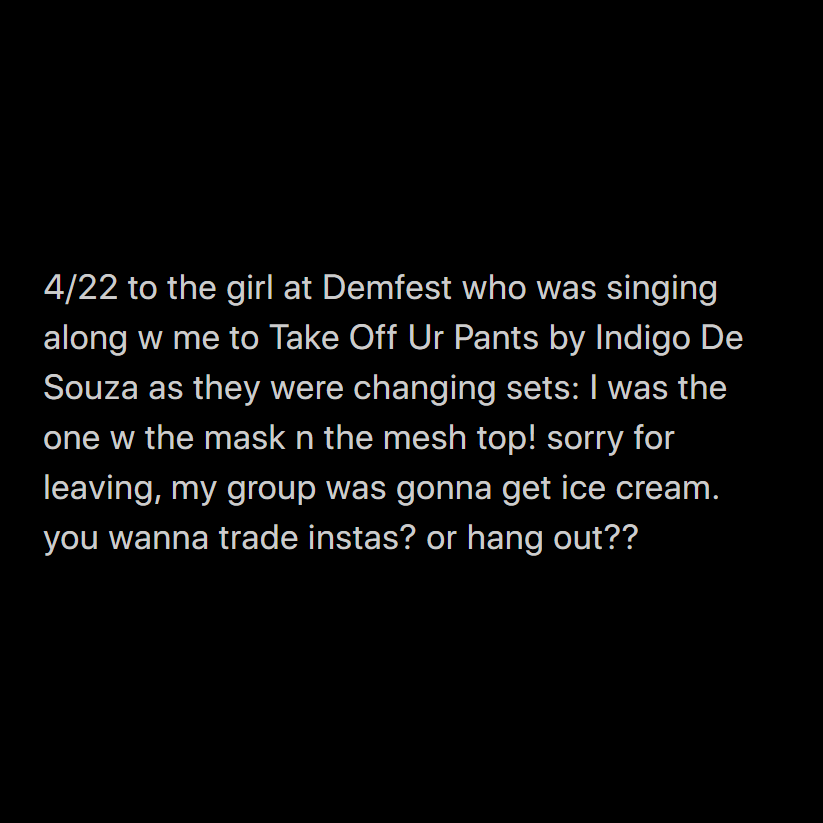 4/22 to the girl at Demfest who was singing
along w me to Take Off Ur Pants by Indigo De
Souza as they were changing sets: I was the
one w the mask n the mesh top! sorry for
leaving, my group was gonna get ice cream.
you wanna trade instas? or hang out??